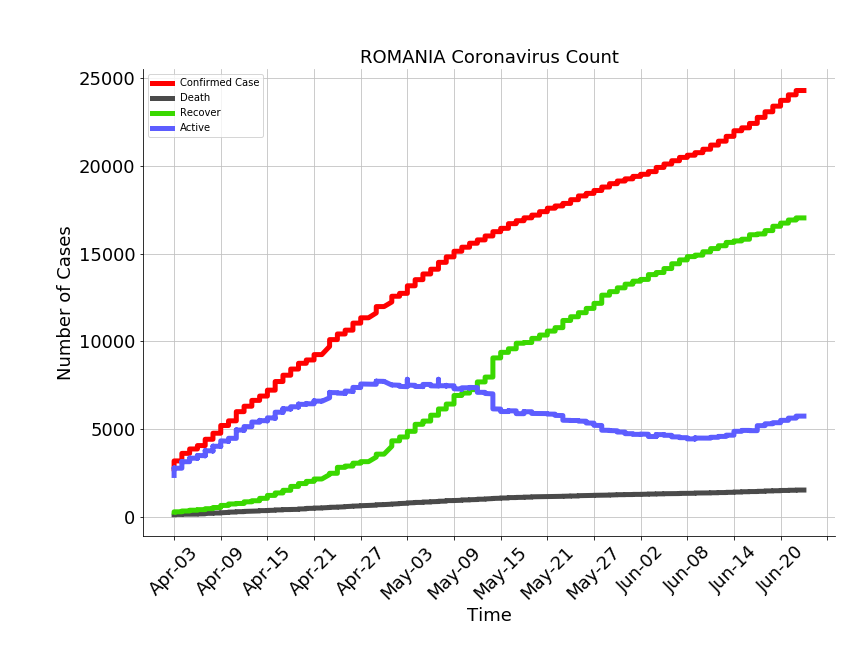 ROMANIA Coronavirus Count
Confirmed Case
Death
Recover
Active
Number of Cases
25000
20000
15000
10000
5000
0
Apr-03 Apr-09 Apr-15 Apr-21 Apr-27 May-03 May-09 May-15 May-21 May-27 Jun-02 Jun-08 Jun-14 Jun-20
Time